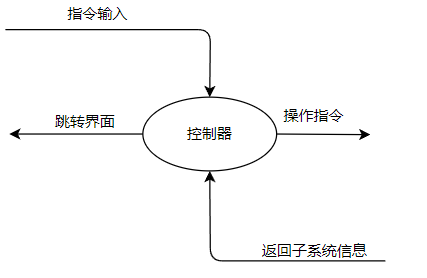 指令输入
跳转界面
控制器
操作指令
返回子系统信息